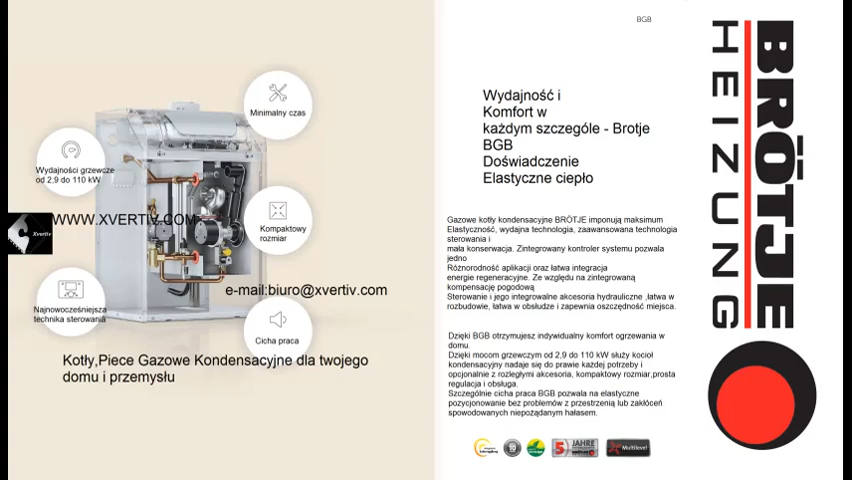 Minimalny czas
Wydajności grzewcze
od 2,9 do 110 kW
WWW.XVERTIV.COM
Xvertiv
Kompaktowy
rozmiar
e-mail:biuro@xvertiv.com
Najnowocześniejsza
technika sterowania
Cicha praca
Kotły,Piece Gazowe Kondensacyjne dla twojego
domu i przemysłu
BGB
Wydajność i
Komfort w
każdym szczególe - Brotje
BGB
Doświadczenie
Elastyczne ciepło
Gazowe kotły kondensacyjne BRÖTJE imponują maksimum
Elastyczność, wydajna technologia, zaawansowana technologia
sterowania i
mała konserwacja. Zintegrowany kontroler systemu pozwala
jedno
Różnorodność aplikacji oraz łatwa integracja
energie regeneracyjne. Ze względu na zintegrowaną
kompensację pogodową
Sterowanie i jego integrowalne akcesoria hydrauliczne ,łatwa w
rozbudowie, łatwa w obsłudze i zapewnia oszczędność miejsca.
Dzięki BGB otrzymujesz indywidualny komfort ogrzewania w
domu.
Dzięki mocom grzewczym od 2,9 do 110 kW służy kocioł
kondensacyjny nadaje się do prawie każdej potrzeby i
opcjonalnie z rozległymi akcesoria, kompaktowy rozmiar,prosta
regulacja i obsługa.
Szczególnie cicha praca BGB pozwala na elastyczne
pozycjonowanie bez problemów z przestrzenią lub zakłóceń
spowodowanych niepożądanym hałasem.
5 JAHRE
Multilevel
BRÖTJE
HEIZUNG